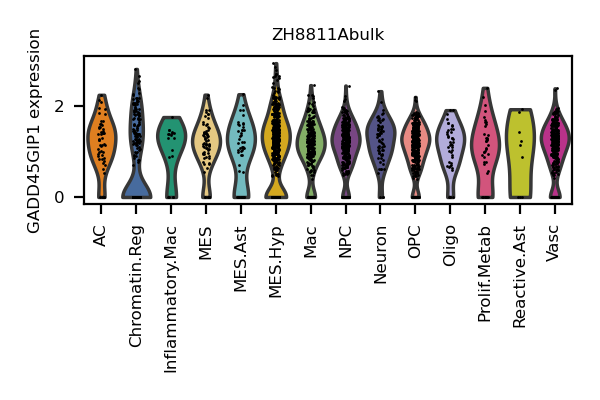 ZH8811Abulk
GADD45GIP1 expression
2
0
AC
Chromatin.Reg
Inflammatory.Mac
MES
MES.Ast
MES.Hyp
Mac
NPC
Neuron
OPC
Oligo
Prolif.Metab
Reactive.Ast
Vasc